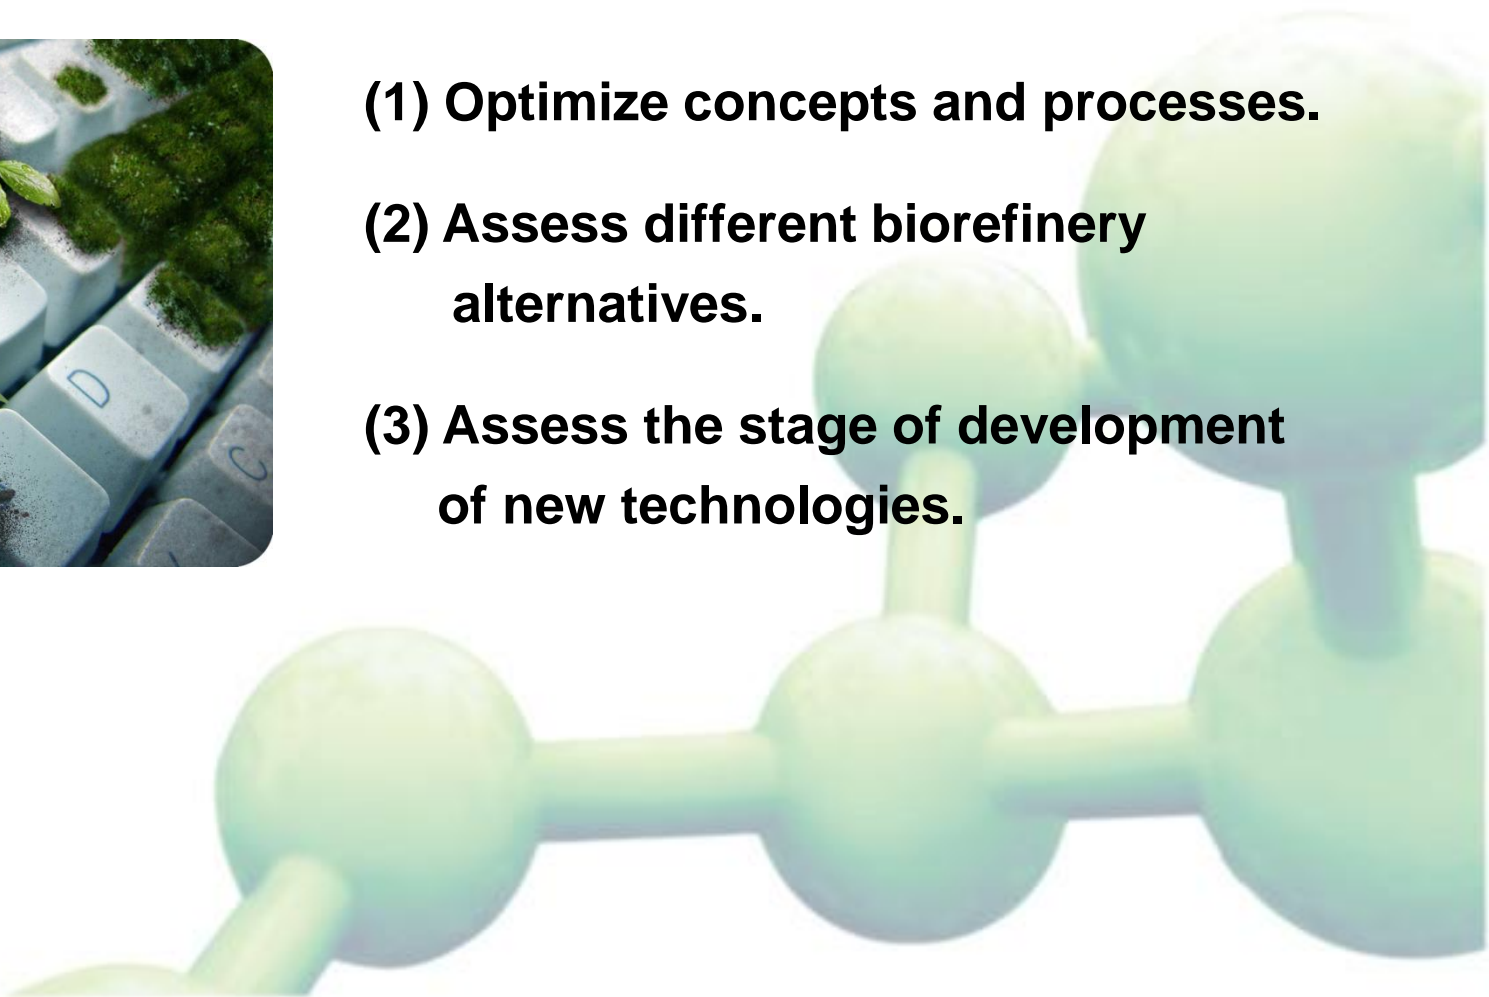 (1) Optimize concepts and processes.
(2) Assess different biorefinery
alternatives.
(3) Assess the stage of development
of new technologies.
D
C